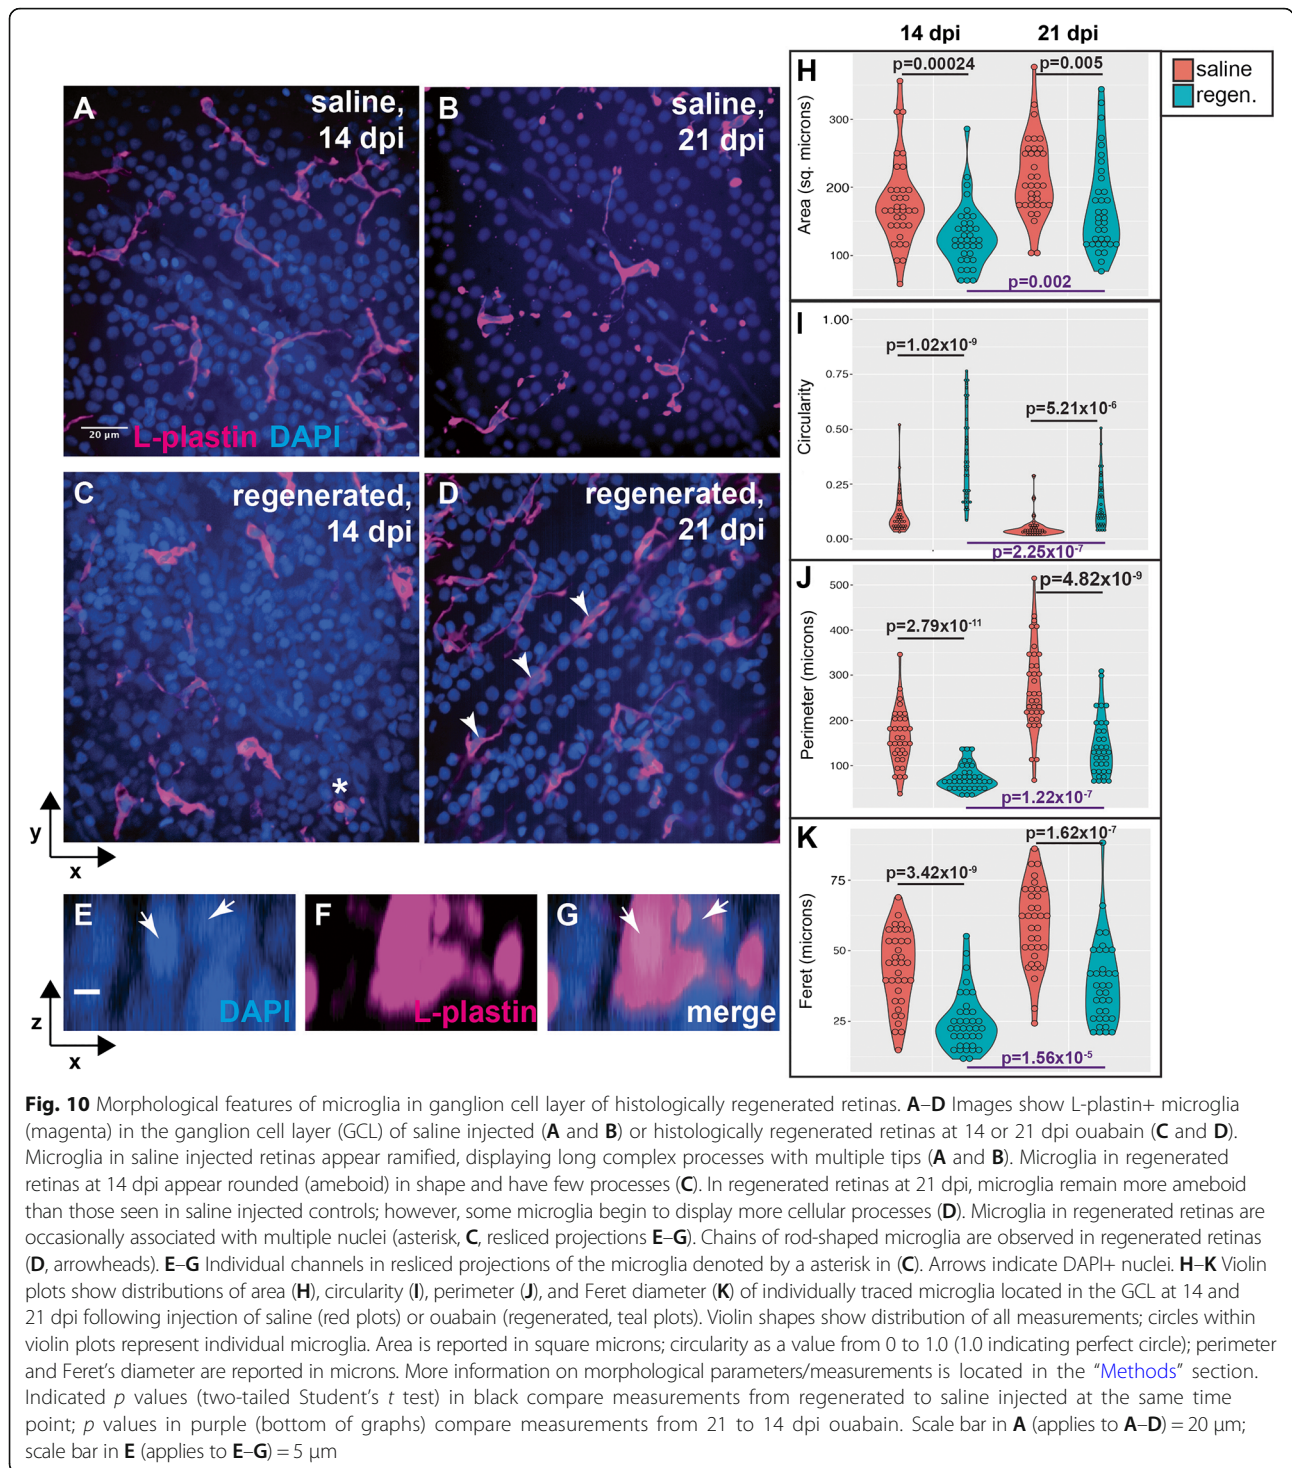 14 dpi 21 dpi
A saline, 14 dpi
20 μm L-plastin DAPI
B saline, 21 dpi
C regenerated, 14 dpi
*
D regenerated, 21 dpi
y
x
E DAPI
F L-plastin
G merge
z
x
saline
regen.
H
p=0.00024 p=0.005
Area (sq. microns)
300
200
100
p=0.002
I
1.00
0.75
0.50
0.25
0.00
Circularity
p=1.02x10-9
p=5.21x10-6
p=2.25x10-7
J
500
400
300
200
100
Perimeter (microns)
p=4.82x10-9
p=2.79x10-11
p=1.22x10-7
K
75
50
25
Feret (microns)
p=1.62x10-7
p=3.42x10-9
p=1.56x10-5
Fig. 10 Morphological features of microglia in ganglion cell layer of histologically regenerated retinas. A–D Images show L-plastin+ microglia
(magenta) in the ganglion cell layer (GCL) of saline injected (A and B) or histologically regenerated retinas at 14 or 21 dpi ouabain (C and D).
Microglia in saline injected retinas appear ramified, displaying long complex processes with multiple tips (A and B). Microglia in regenerated
retinas at 14 dpi appear rounded (ameboid) in shape and have few processes (C). In regenerated retinas at 21 dpi, microglia remain more ameboid
than those seen in saline injected controls; however, some microglia begin to display more cellular processes (D). Microglia in regenerated retinas are
occasionally associated with multiple nuclei (asterisk, C, resliced projections E–G). Chains of rod-shaped microglia are observed in regenerated retinas
(D, arrowheads). E–G Individual channels in resliced projections of the microglia denoted by a asterisk in (C). Arrows indicate DAPI+ nuclei. H–K Violin
plots show distributions of area (H), circularity (I), perimeter (J), and Feret diameter (K) of individually traced microglia located in the GCL at 14 and
21 dpi following injection of saline (red plots) or ouabain (regenerated, teal plots). Violin shapes show distribution of all measurements; circles within
violin plots represent individual microglia. Area is reported in square microns; circularity as a value from 0 to 1.0 (1.0 indicating perfect circle); perimeter
and Feret's diameter are reported in microns. More information on morphological parameters/measurements is located in the “Methods” section.
Indicated p values (two-tailed Student's t test) in black compare measurements from regenerated to saline injected at the same time
point; p values in purple (bottom of graphs) compare measurements from 21 to 14 dpi ouabain. Scale bar in A (applies to A–D) = 20 μm;
scale bar in E (applies to E–G) = 5 μm